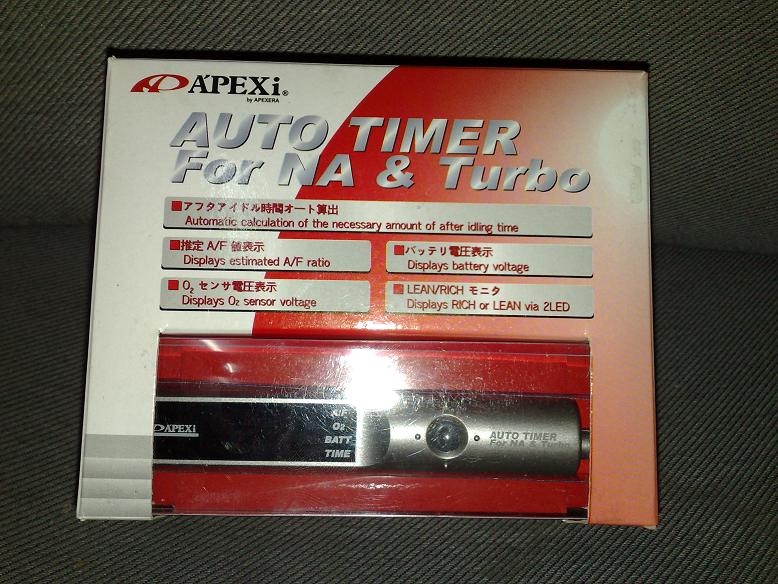 A'PEXi®
by APEXERA
AUTO TIMER
For NA & Turbo
■アフタアイドル時間オート算出
Automatic calculation of the necessary amount of after idling time
■推定 A/F 値表示
Displays estimated A/F ratio
■バッテリ電圧表示
Displays battery voltage
■O₂ センサ電圧表示
Displays O₂ sensor voltage
■LEAN/RICH モニタ
Displays RICH or LEAN via 2LED
A'PEXi
A/F
O₂
BATT
TIME
AUTO TIMER
For NA & Turbo